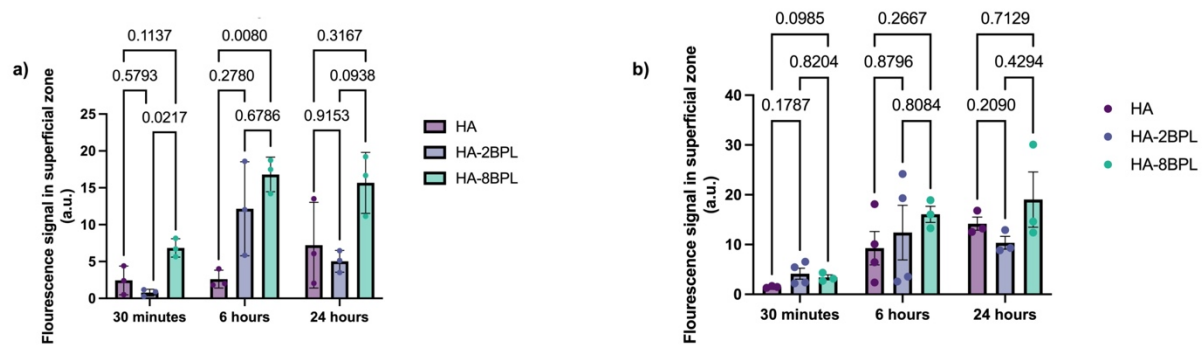 a)
Flourescence signal in superficial zone
(a.u.)
0.1137
0.0080
0.3167
0.5793
0.2780
0.0938
0.0217
0.6786
0.9153
25
20
15
10
5
0
30 minutes
6 hours
24 hours
HA
HA-2BPL
HA-8BPL
b)
Flourescence signal in superficial zone
(a.u.)
0.0985
0.2667
0.7129
0.8204
0.8796
0.4294
0.1787
0.8084
0.2090
40
30
20
10
0
30 minutes
6 hours
24 hours
HA
HA-2BPL
HA-8BPL